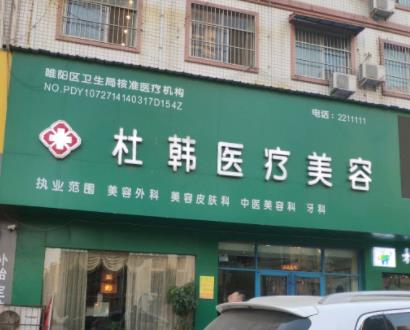 睢阳区卫生局核准医疗机构
NO.PDY1072714140317D154Z
电话：2211111
杜韩医疗美容
执业范围 美容外科 美容皮肤科 中医美容科 牙科